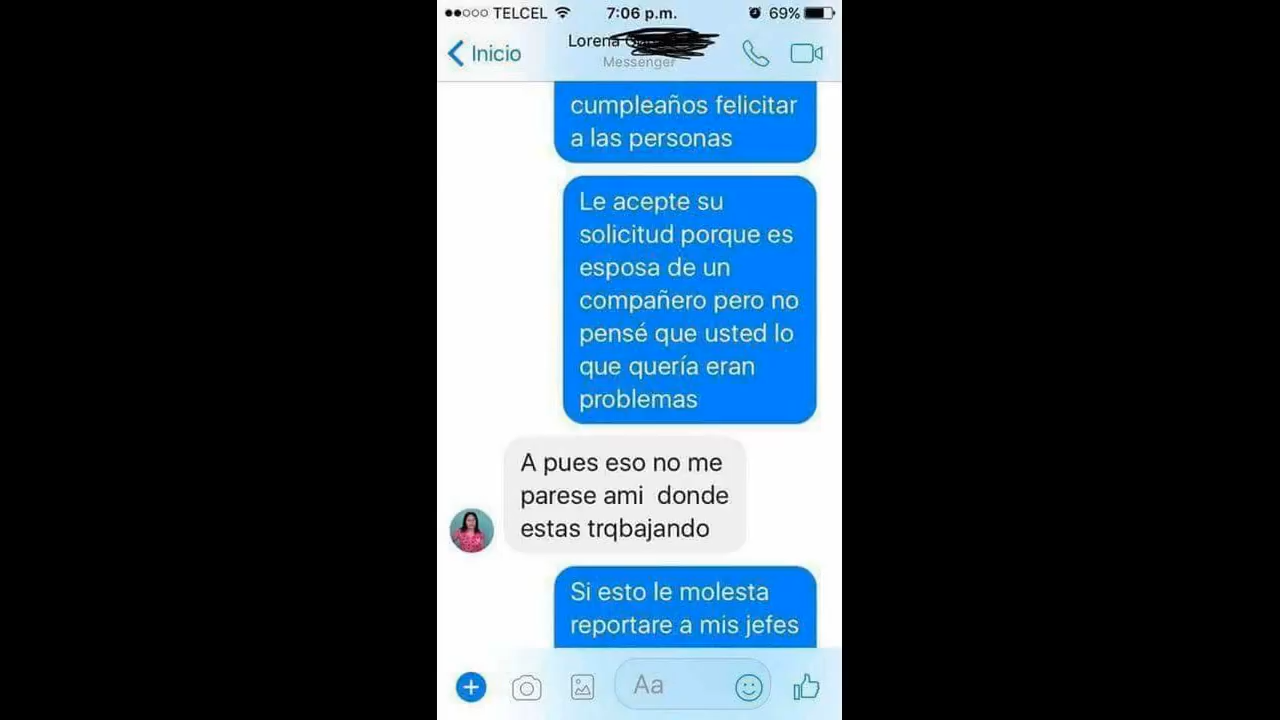 TELCEL 7:06 p.m. 69%
Inicio
Lorena
Messenger
cumpleaños felicitar
a las personas
Le acepte su
solicitud porque es
esposa de un
compañero pero no
pensé que usted lo
que quería eran
problemas
A pues eso no me
parese ami donde
estas trqbajando
Si esto le molesta
reportare a mis jefes
Aa